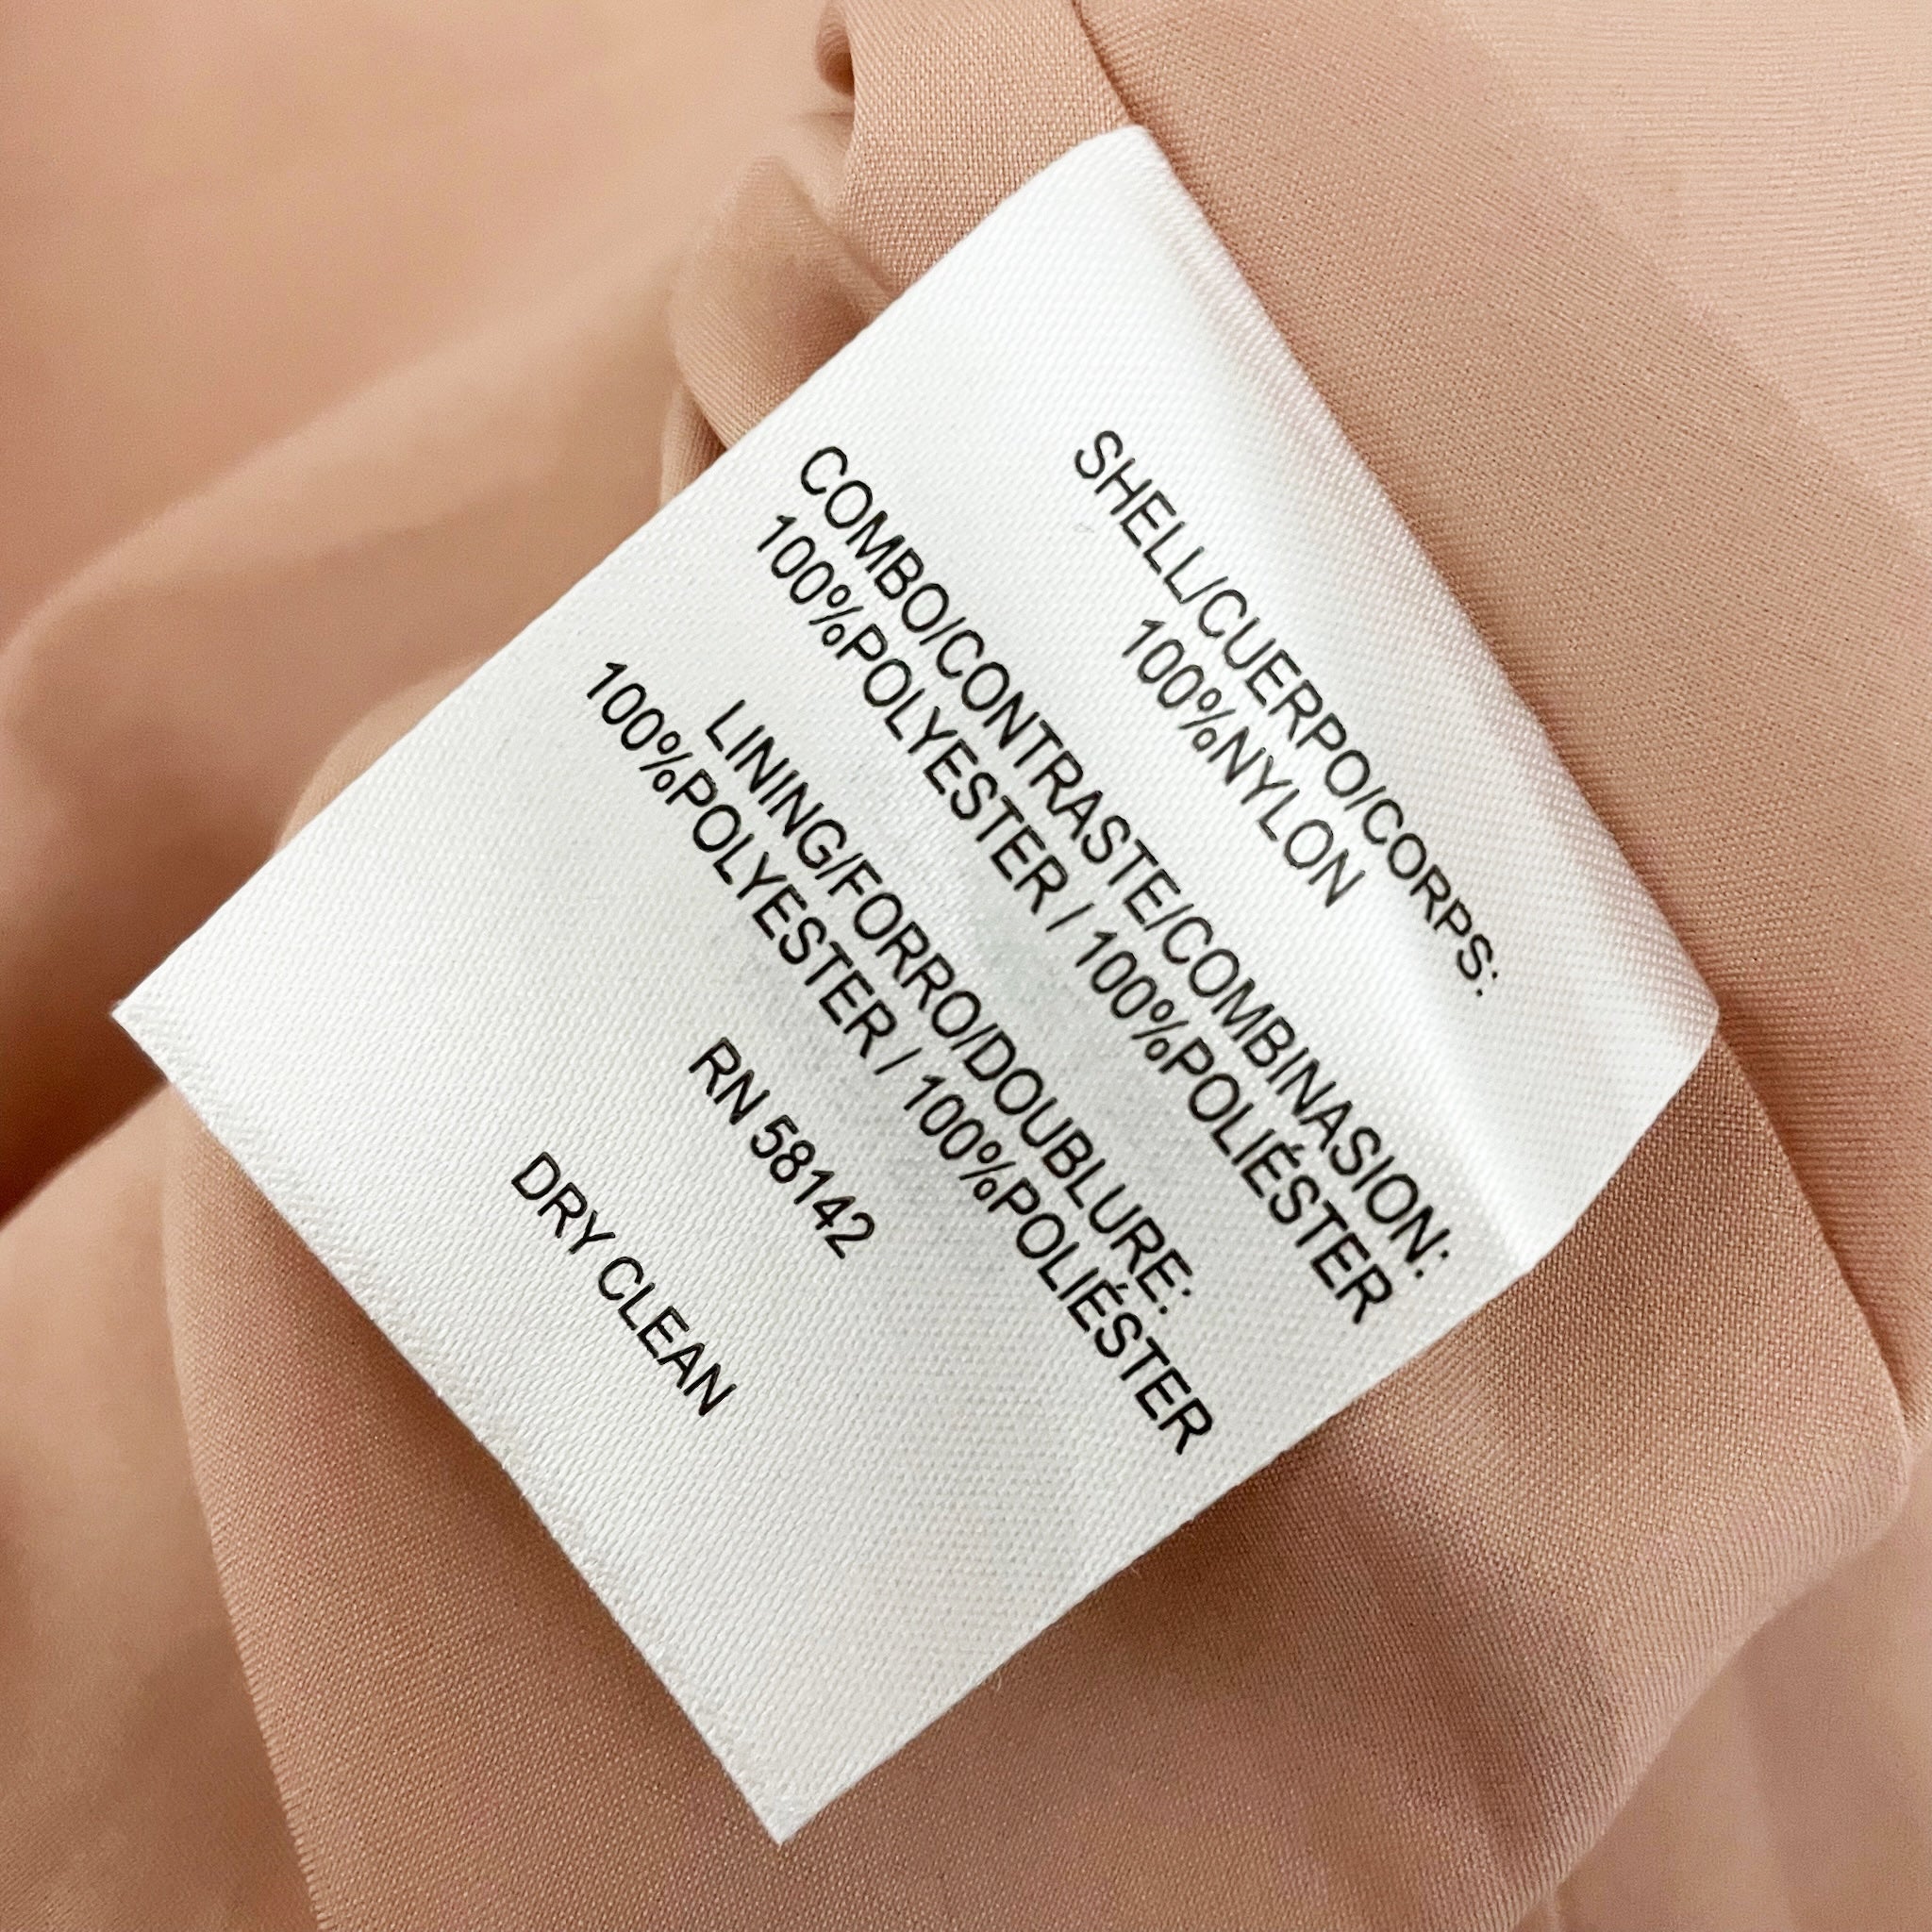 SHELL/CUERPO/CORPS:
100%NYLON
COMBO/CONTRASTE/COMBINASION:
100%POLYESTER / 100%POLIÉSTER
LINING/FORRO/DOUBLURE:
100%POLYESTER / 100%POLIÉSTER
RN 58142
DRY CLEAN